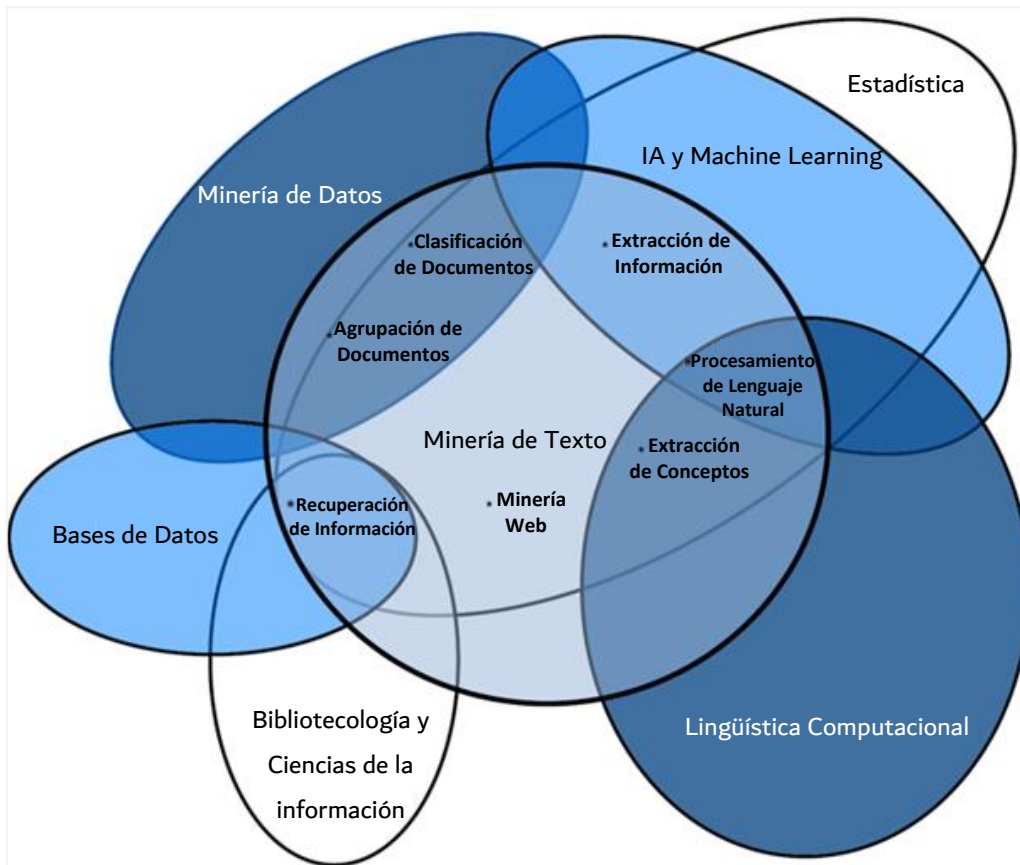 Estadística
IA y Machine Learning
Minería de Datos
Clasificación
de Documentos
Extracción de
Información
Agrupación de
Documentos
Procesamiento
de Lenguaje
Natural
Minería de Texto
Extracción
de Conceptos
Recuperación
de Información
Minería
Web
Bases de Datos
Bibliotecología y
Ciencias de la
información
Lingüística Computacional